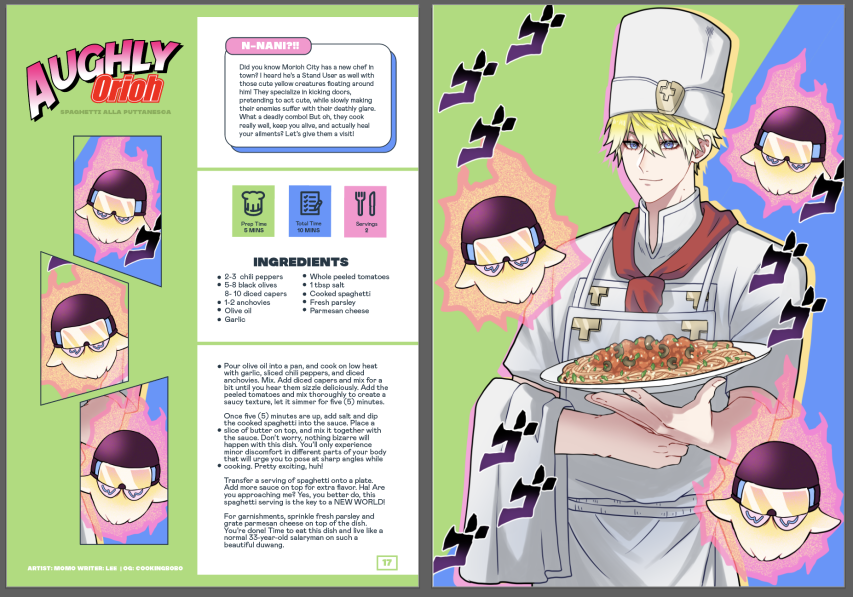 AUGHLY
Orioh
SPAGHETTI ALLA PUTTANESCA
N-NANI?!!
Did you know Morioh City has a new chef in
town? I heard he's a Stand User as well with
those cute yellow creatures floating around
him! They specialize in kicking doors,
pretending to act cute, while slowly making
their enemies suffer with their deathly glare.
What a deadly combo! But oh, they cook
really well, keep you alive, and actually heal
your ailments? Let's give them a visit!
Prep Time
5 MINS
Total Time
10 MINS
Servings
2
INGREDIENTS
2-3 chili peppers
5-8 black olives
8- 10 diced capers
1-2 anchovies
Olive oil
Garlic
Whole peeled tomatoes
1 tbsp salt
Cooked spaghetti
Fresh parsley
Parmesan cheese
Pour olive oil into a pan, and cook on low heat
with garlic, sliced chili peppers, and diced
anchovies. Mix. Add diced capers and mix for a
bit until you hear them sizzle deliciously. Add the
peeled tomatoes and mix thoroughly to create a
saucy texture, let it simmer for five (5) minutes.
Once five (5) minutes are up, add salt and dip
the cooked spaghetti into the sauce. Place a
slice of butter on top, and mix it together with
the sauce. Don't worry, nothing bizarre will
happen with this dish. You'll only experience
minor discomfort in different parts of your body
that will urge you to pose at sharp angles while
cooking. Pretty exciting, huh!
Transfer a serving of spaghetti onto a plate.
Add more sauce on top for extra flavor. Ha! Are
you approaching me? Yes, you better do, this
spaghetti serving is the key to a NEW WORLD!
For garnishments, sprinkle fresh parsley and
grate parmesan cheese on top of the dish.
You're done! Time to eat this dish and live like a
normal 33-year-old salaryman on such a
beautiful duwang.
ARTIST: MOMO WRITER: LEE | OG: COOKINGBOBO
17
ゴ
ゴ
ゴ
ゴ
ゴ
ゴ
ゴ
ゴ
ゴ
ゴ